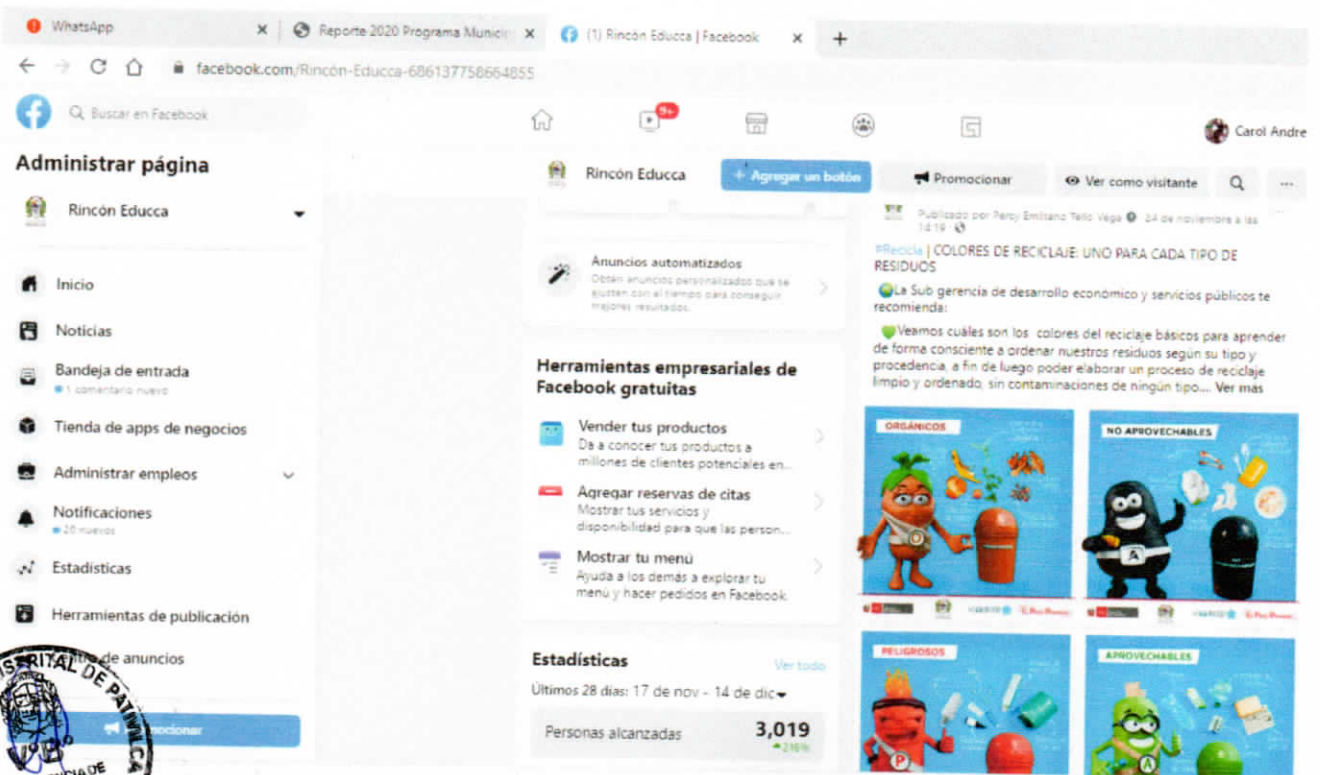 WhatsApp
Reporte 2020 Programa Munici
(1) Rincón Educca | Facebook
facebook.com/Rincón-Educca-686137758664855
Buscar en Facebook
9+
Carol Andre
Administrar página
Rincón Educca
Inicio
Noticias
Bandeja de entrada
1 comentario nuevo
Tienda de apps de negocios
Administrar empleos
Notificaciones
20 nuevos
Estadísticas
Herramientas de publicación
de anuncios
Rincón Educca
+ Agregar un botón
Promocionar
Ver como visitante
Anuncios automatizados
Obtén anuncios personalizados que se
ajusten con el tiempo para conseguir
mejores resultados.
Herramientas empresariales de
Facebook gratuitas
Vender tus productos
Da a conocer tus productos a
millones de clientes potenciales en...
Agregar reservas de citas
Mostrar tus servicios y
disponibilidad para que las person...
Mostrar tu menú
Ayuda a los demás a explorar tu
menú y hacer pedidos en Facebook.
Estadísticas
Ver todo
Últimos 28 días: 17 de nov - 14 de dic
Personas alcanzadas
3,019
Publicado por Percy Emiliano Tello Vega 24 de noviembre a las
14:19
#Recicla | COLORES DE RECICLAJE: UNO PARA CADA TIPO DE
RESIDUOS
La Sub gerencia de desarrollo económico y servicios públicos te
recomienda:
Veamos cuáles son los colores del reciclaje básicos para aprender
de forma consciente a ordenar nuestros residuos según su tipo y
procedencia, a fin de luego poder elaborar un proceso de reciclaje
limpio y ordenado, sin contaminaciones de ningún tipo.... Ver más
ORGÁNICOS
NO APROVECHABLES
O
A
PELIGROSOS
APROVECHABLES
P
A
DE PATIVILCA